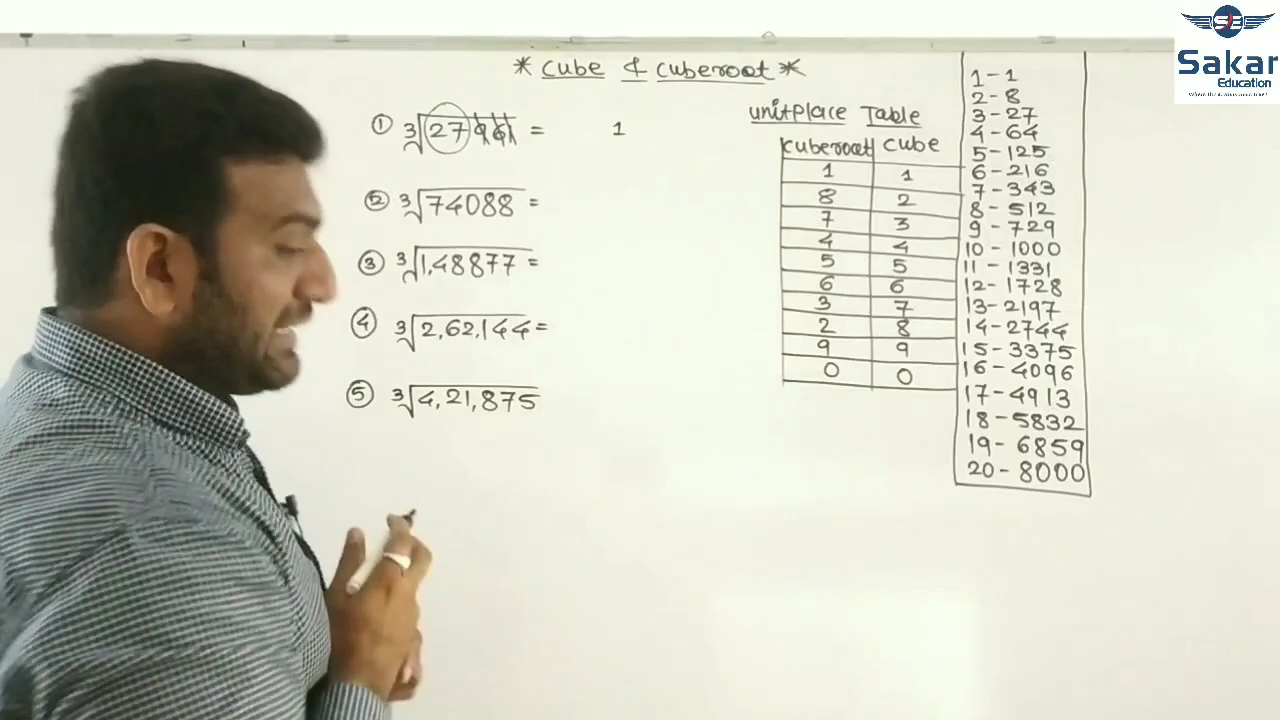 Sakar
Education
* Cube & cuberoot *
① ∛27 = 1
② ∛74088 =
③ ∛1,48877 =
④ ∛2,62,144 =
⑤ ∛4,21,875
unitplace Table
cuberoot cube
1 1
8 2
7 3
4 4
5 5
6 6
3 7
2 8
9 9
0 0
1 - 1
2 - 8
3 - 27
4 - 64
5 - 125
6 - 216
7 - 343
8 - 512
9 - 729
10 - 1000
11 - 1331
12 - 1728
13 - 2197
14 - 2744
15 - 3375
16 - 4096
17 - 4913
18 - 5832
19 - 6859
20 - 8000